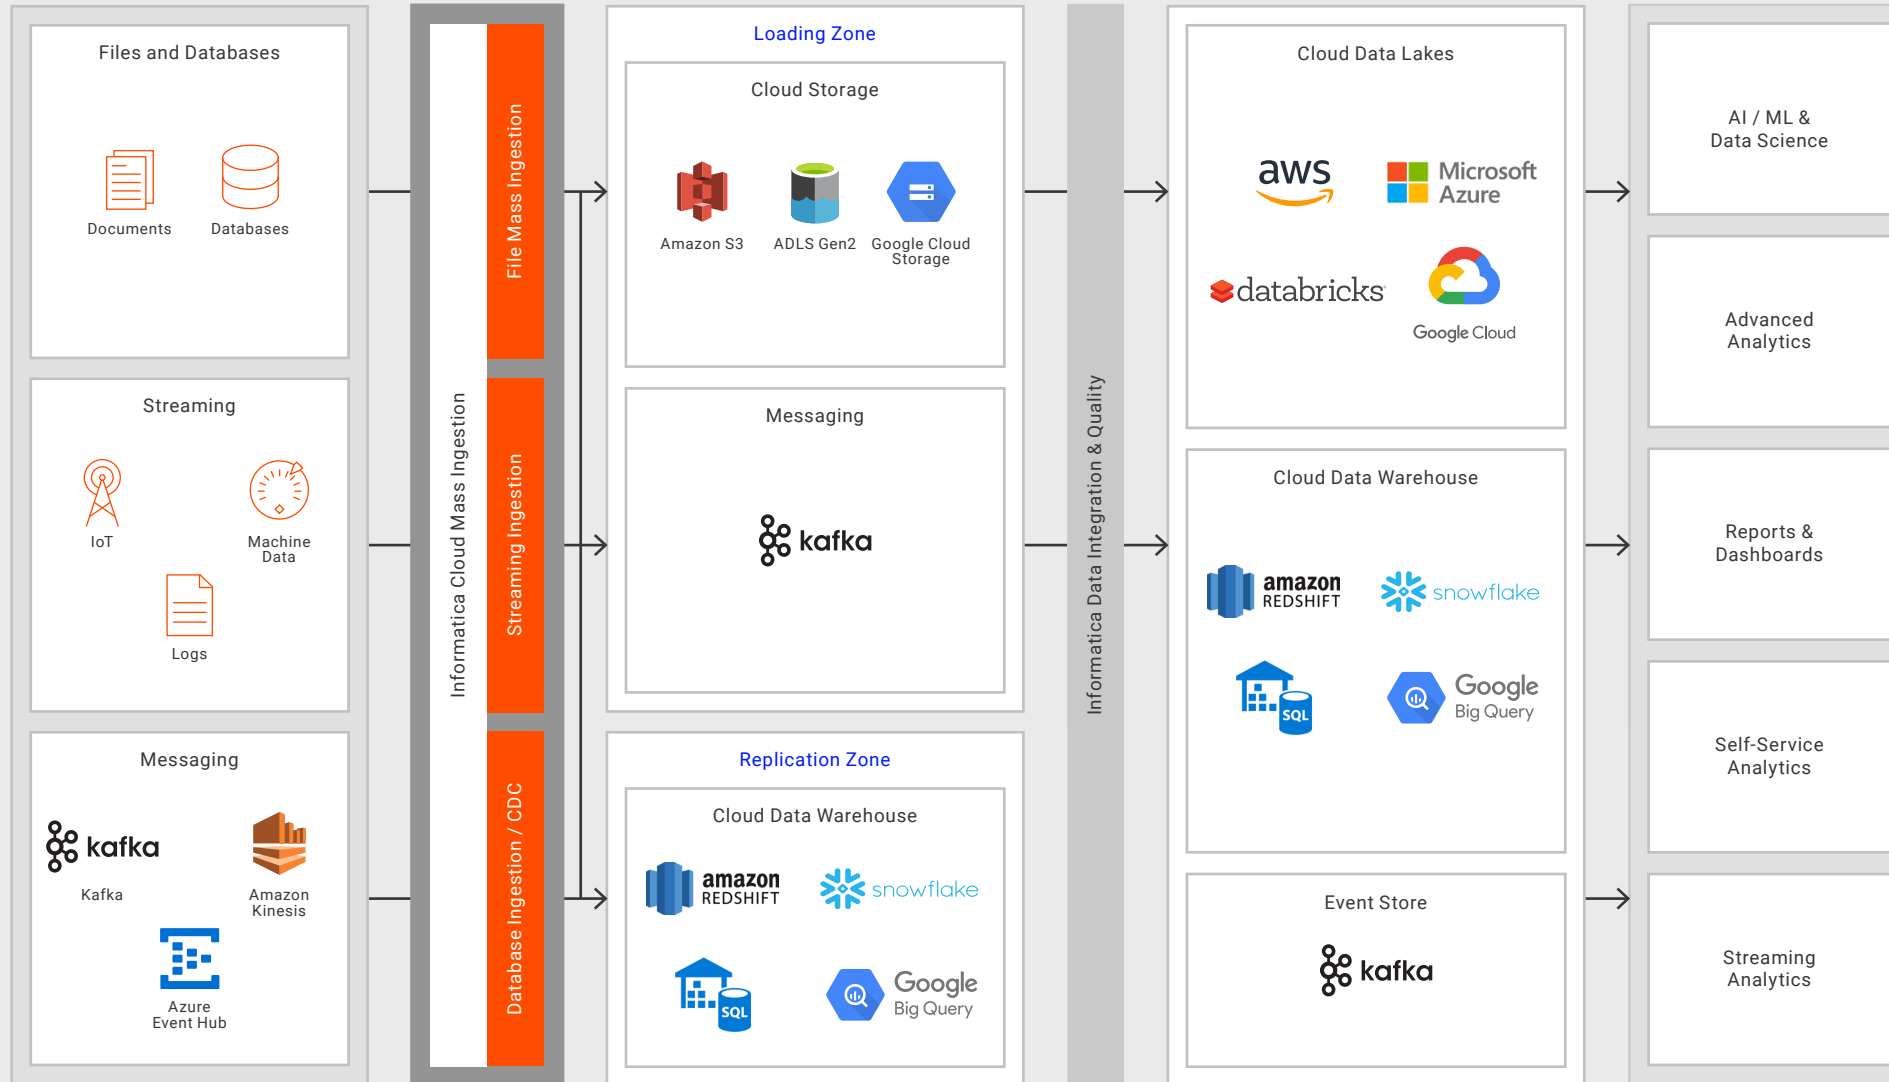 Files and Databases
Documents
Databases
Streaming
IoT
Machine
Data
Logs
Messaging
kafka
Kafka
Amazon
Kinesis
Azure
Event Hub
Informatica Cloud Mass Ingestion
File Mass Ingestion
Streaming Ingestion
Database Ingestion / CDC
Loading Zone
Cloud Storage
Amazon S3
ADLS Gen2
Google Cloud
Storage
Messaging
kafka
Replication Zone
Cloud Data Warehouse
amazon
REDSHIFT
snowflake
SQL
Google
Big Query
Informatica Data Integration & Quality
Cloud Data Lakes
aws
Microsoft
Azure
databricks
Google Cloud
Cloud Data Warehouse
amazon
REDSHIFT
snowflake
SQL
Google
Big Query
Event Store
kafka
AI / ML &
Data Science
Advanced
Analytics
Reports &
Dashboards
Self-Service
Analytics
Streaming
Analytics